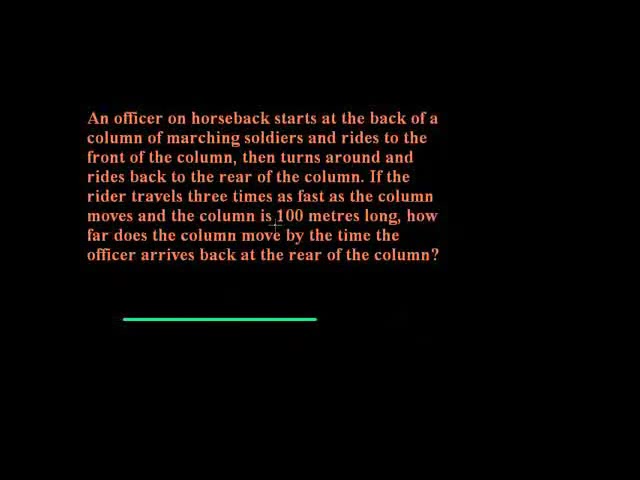 An officer on horseback starts at the back of a
column of marching soldiers and rides to the
front of the column, then turns around and
rides back to the rear of the column. If the
rider travels three times as fast as the column
moves and the column is 100 metres long, how
far does the column move by the time the
officer arrives back at the rear of the column?